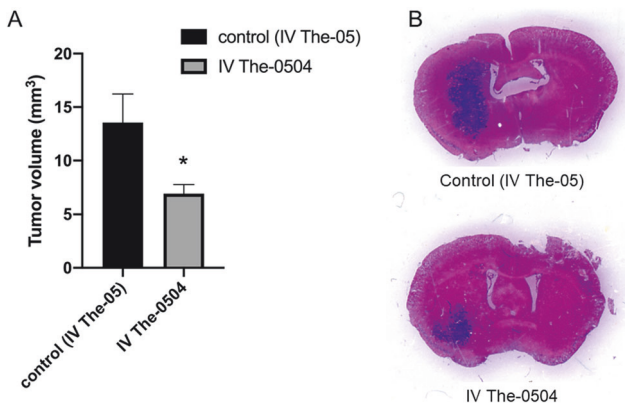 A
control (IV The-05)
IV The-0504
Tumor volume (mm³)
20
15
10
5
0
*
control (IV The-05)
IV The-0504
B
Control (IV The-05)
IV The-0504